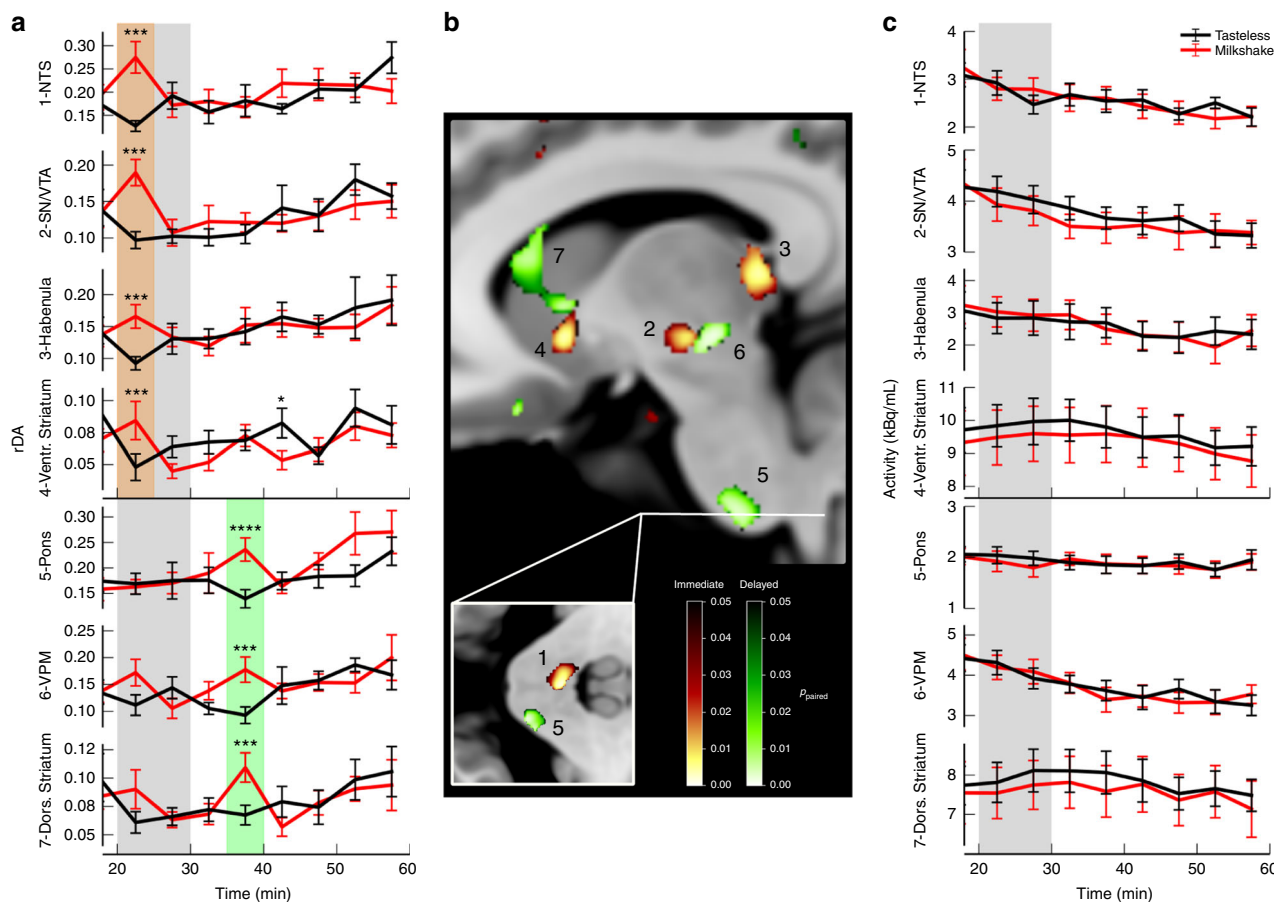 a
b
c
1-NTS
0.30
0.25
0.20
0.15
***
2-SN/VTA
0.20
0.15
0.10
***
3-Habenula
0.20
0.15
0.10
***
rDA
4-Ventr. Striatum
0.10
0.08
0.05
***
*
5-Pons
0.30
0.25
0.20
0.15
0.10
****
6-VPM
0.25
0.20
0.15
0.10
***
7-Dors. Striatum
0.12
0.10
0.08
0.05
***
20 30 40 50 60
Time (min)
7
3
4
2
6
5
Immediate Delayed
0.05 0.05
0.04 0.04
0.03 0.03
0.02 0.02
0.01 0.01
0.00 0.00
Ppaired
1
5
Tasteless
Milkshake
1-NTS
4
3
2
2-SN/VTA
5
4
3
3-Habenula
4
3
2
1
Activity (kBq/mL)
4-Ventr. Striatum
11
10
9
8
5-Pons
3
2
1
6-VPM
5
4
3
7-Dors. Striatum
8
7
20 30 40 50 60
Time (min)